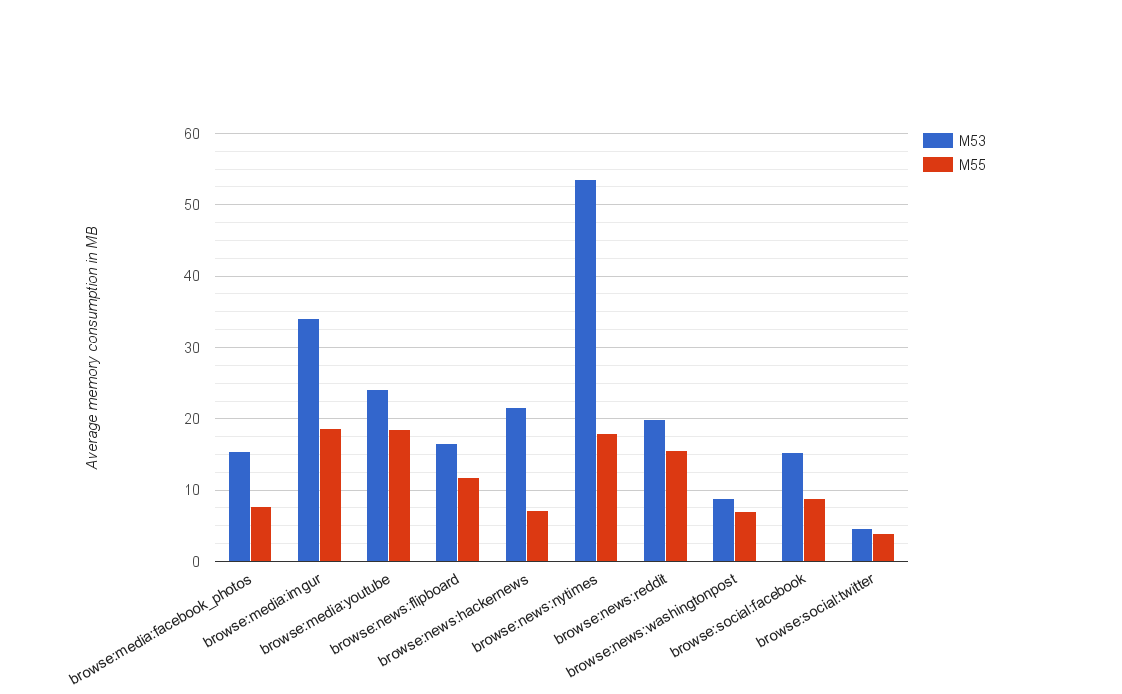 60
50
40
30
20
10
0
Average memory consumption in MB
M53
M55
browse:media:facebook_photos
browse:media:imgur
browse:media:youtube
browse:news:flipboard
browse:news:hackernews
browse:news:nytimes
browse:news:reddit
browse:news:washingtonpost
browse:social:facebook
browse:social:twitter